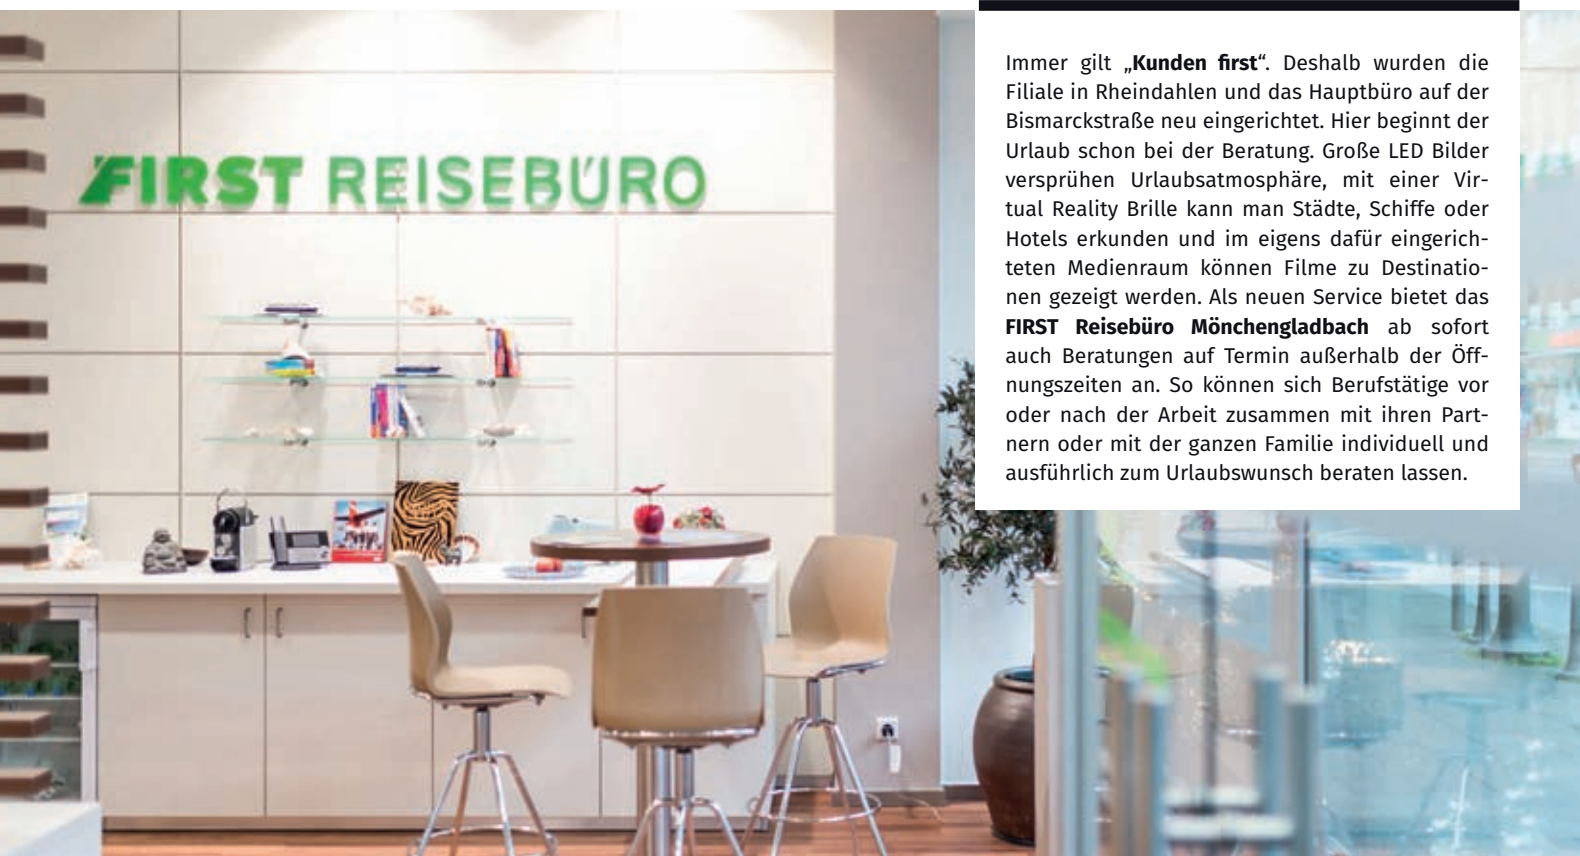 FIRST REISEBÜRO
Immer gilt „Kunden first“. Deshalb wurden die
Filiale in Rheindahlen und das Hauptbüro auf der
Bismarckstraße neu eingerichtet. Hier beginnt der
Urlaub schon bei der Beratung. Große LED Bilder
versprühen Urlaubsatmosphäre, mit einer Vir-
tual Reality Brille kann man Städte, Schiffe oder
Hotels erkunden und im eigens dafür eingerich-
teten Medienraum können Filme zu Destinatio-
nen gezeigt werden. Als neuen Service bietet das
FIRST Reisebüro Mönchengladbach ab sofort
auch Beratungen auf Termin außerhalb der Öff-
nungszeiten an. So können sich Berufstätige vor
oder nach der Arbeit zusammen mit ihren Part-
nern oder mit der ganzen Familie individuell und
ausführlich zum Urlaubswunsch beraten lassen.